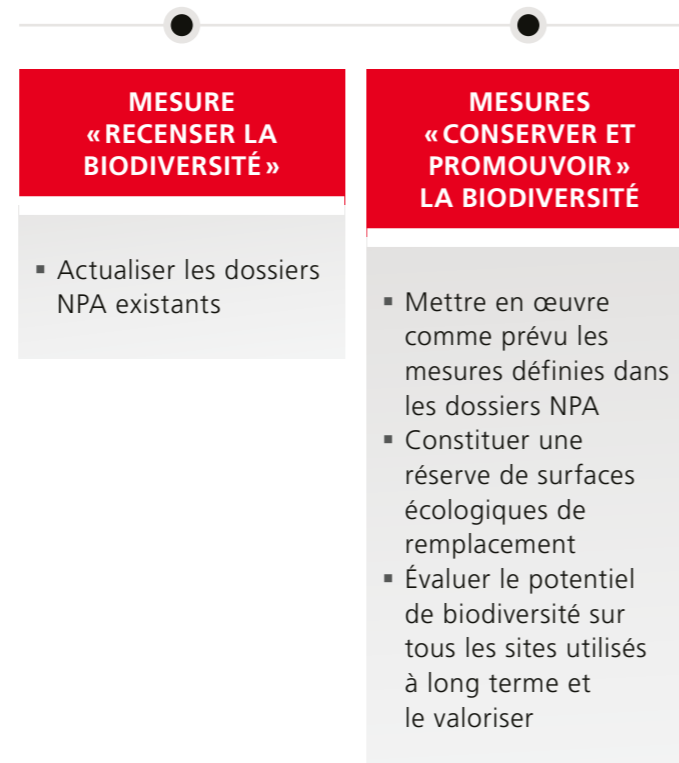 MESURE
«RECENSER LA
BIODIVERSITÉ»
▪ Actualiser les dossiers
NPA existants
MESURES
«CONSERVER ET
PROMOUVOIR»
LA BIODIVERSITÉ
▪ Mettre en œuvre
comme prévu les
mesures définies dans
les dossiers NPA
▪ Constituer une
réserve de surfaces
écologiques de
remplacement
▪ Évaluer le potentiel
de biodiversité sur
tous les sites utilisés
à long terme et
le valoriser